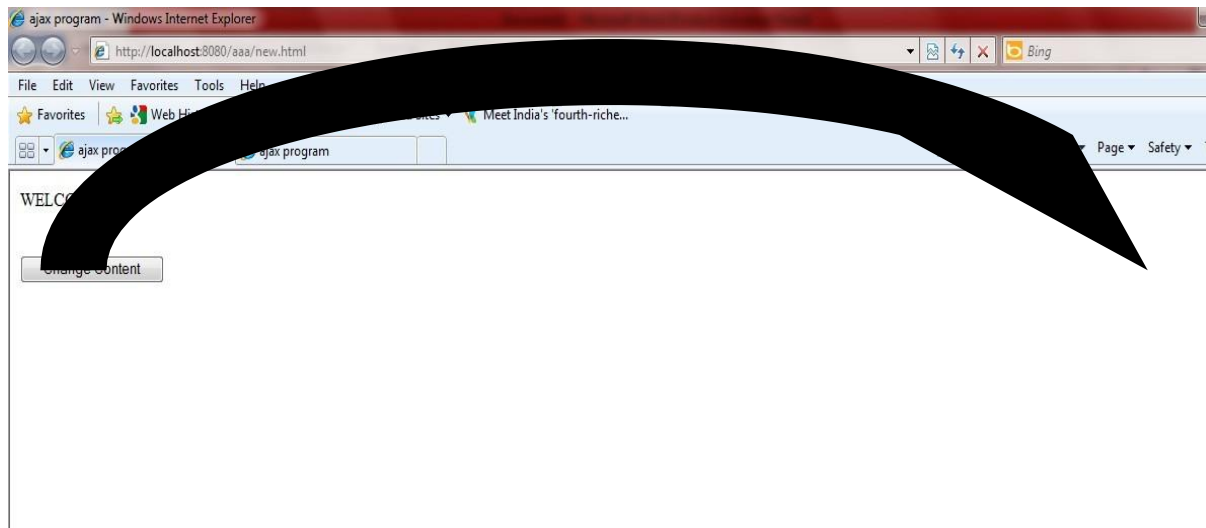 ajax program - Windows Internet Explorer
http://localhost:8080/aaa/new.html
Bing
File Edit View Favorites Tools Help
Favorites Web Meet India's 'fourth-riche...
Page Safety
ajax ajax program
Change Content